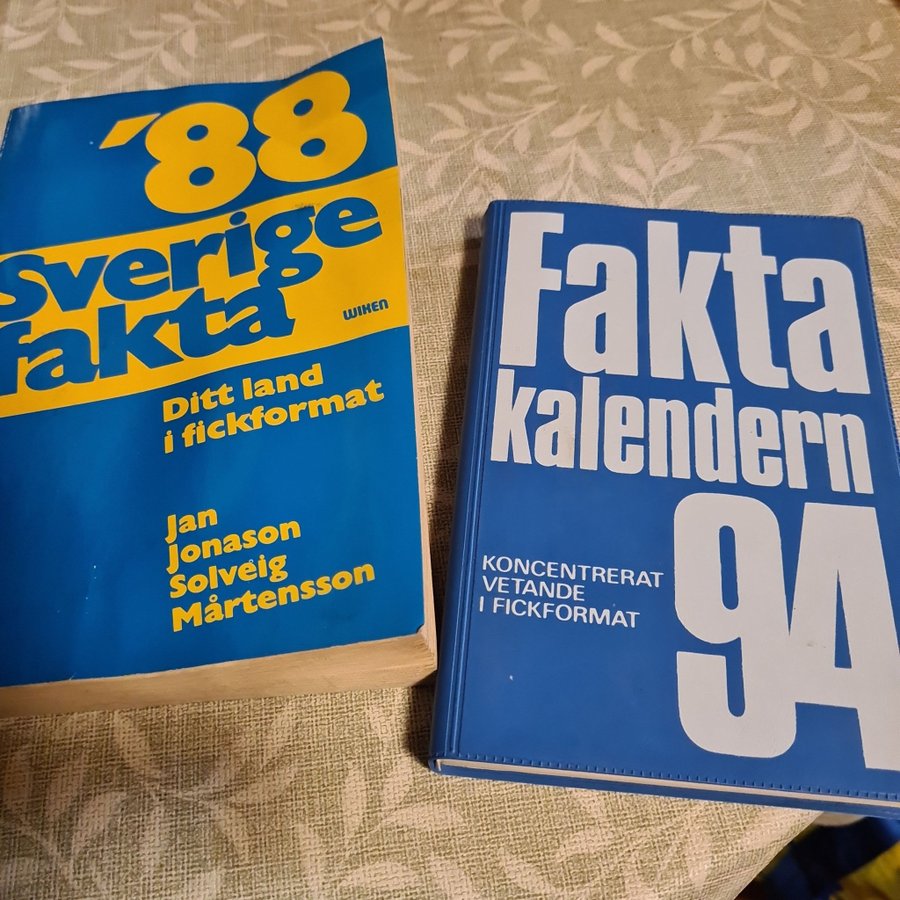 ´88
Sverige
fakta
WIKEN
Ditt land
i fickformat
Jan
Jonason
Solveig
Mårtensson
Fakta
kalendern
94
KONCENTRERAT
VETANDE
I FICKFORMAT